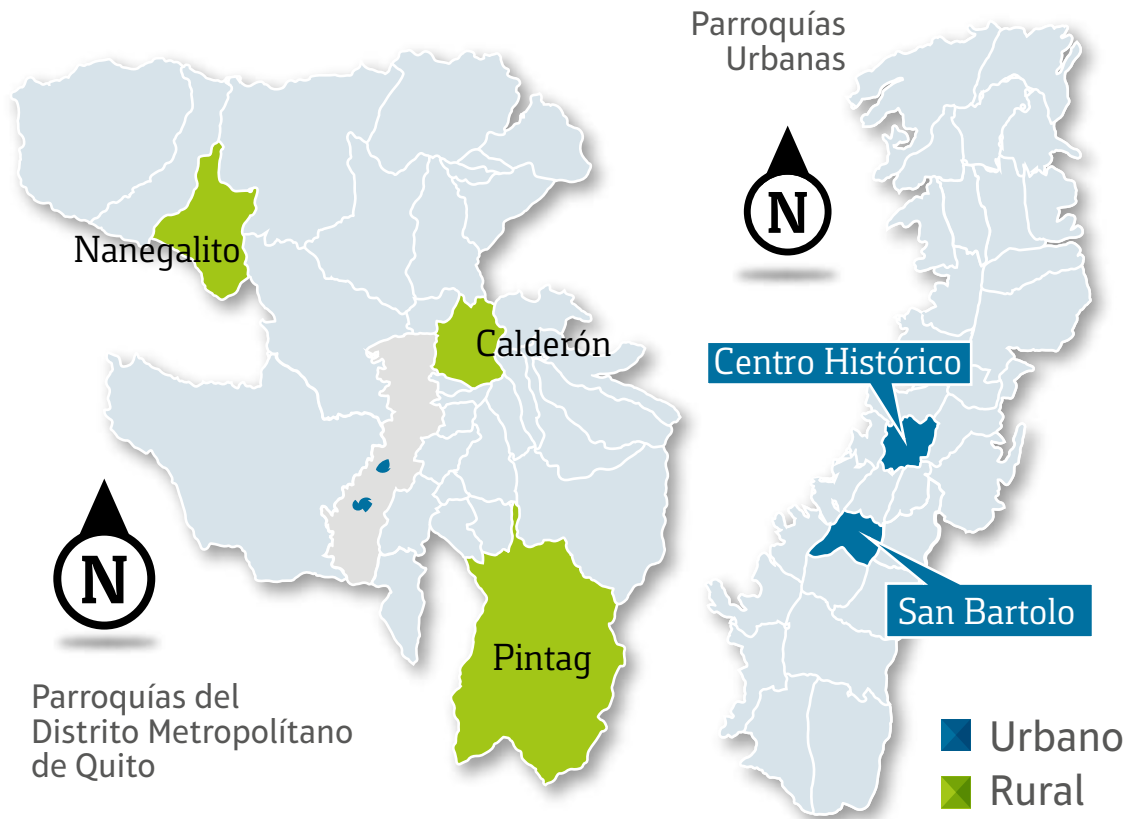 Parroquías
Urbanas
N
Nanegalito
Calderón
Centro Histórico
N
San Bartolo
Pintag
Parroquías del
Distrito Metropolítano
de Quito
Urbano
Rural